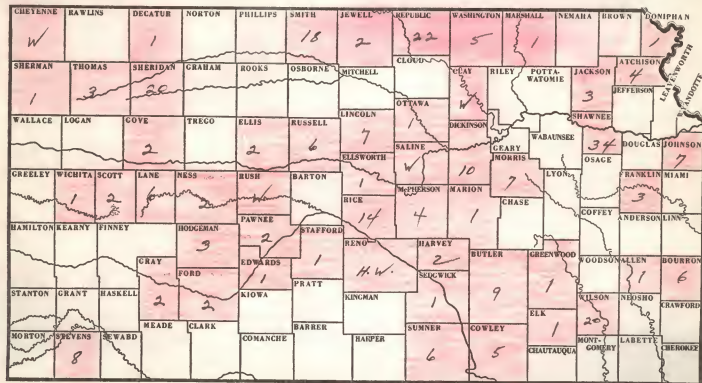 CHEYENNE RAWLINS DECATUR NORTON PHILLIPS SMITH JEWELL REPUBLIC WASHINGTON MARSHALL NEMAHA BROWN DONIPHAN
W 1 18 2 22 5 1 1
CLOUD ATCHISON
SHERMAN THOMAS SHERIDAN GRAHAM ROOKS OSBORNE MITCHELL CLAY RILEY POTTA-WATOMIE JACKSON 4 LEAVENWORTH
1 3 20 W 3 JEFFERSON WYANDOTTE
OTTAWA
WALLACE LOGAN GOVE TREGO ELLIS RUSSELL LINCOLN 1 DICKINSON GEARY WABAUNSEE SHAWNEE DOUGLAS JOHNSON
2 2 6 7 SALINE 10 34 7
ELLSWORTH W MORRIS OSAGE
GREELEY WICHITA SCOTT LANE NESS RUSH BARTON 1 McPHERSON MARION 7 LYON FRANKLIN MIAMI
1 2 6 2 W RICE 4 1 CHASE 3
PAWNEE 14 COFFEY ANDERSON LINN
HAMILTON KEARNY FINNEY HODGEMAN 2 STAFFORD
3 1 RENO HARVEY
GRAY FORD EDWARDS H.W. 2 BUTLER GREENWOOD WOODSON ALLEN BOURBON
2 2 1 PRATT SEDGWICK 9 1 1 6
STANTON GRANT HASKELL KIOWA KINGMAN 1 ELK WILSON NEOSHO CRAWFORD
MEADE CLARK 1 20
MORTON STEVENS SEWARD COMANCHE BARBER HARPER SUMNER COWLEY CHAUTAUQUA MONT-GOMERY LABETTE CHEROKEE
8 6 5